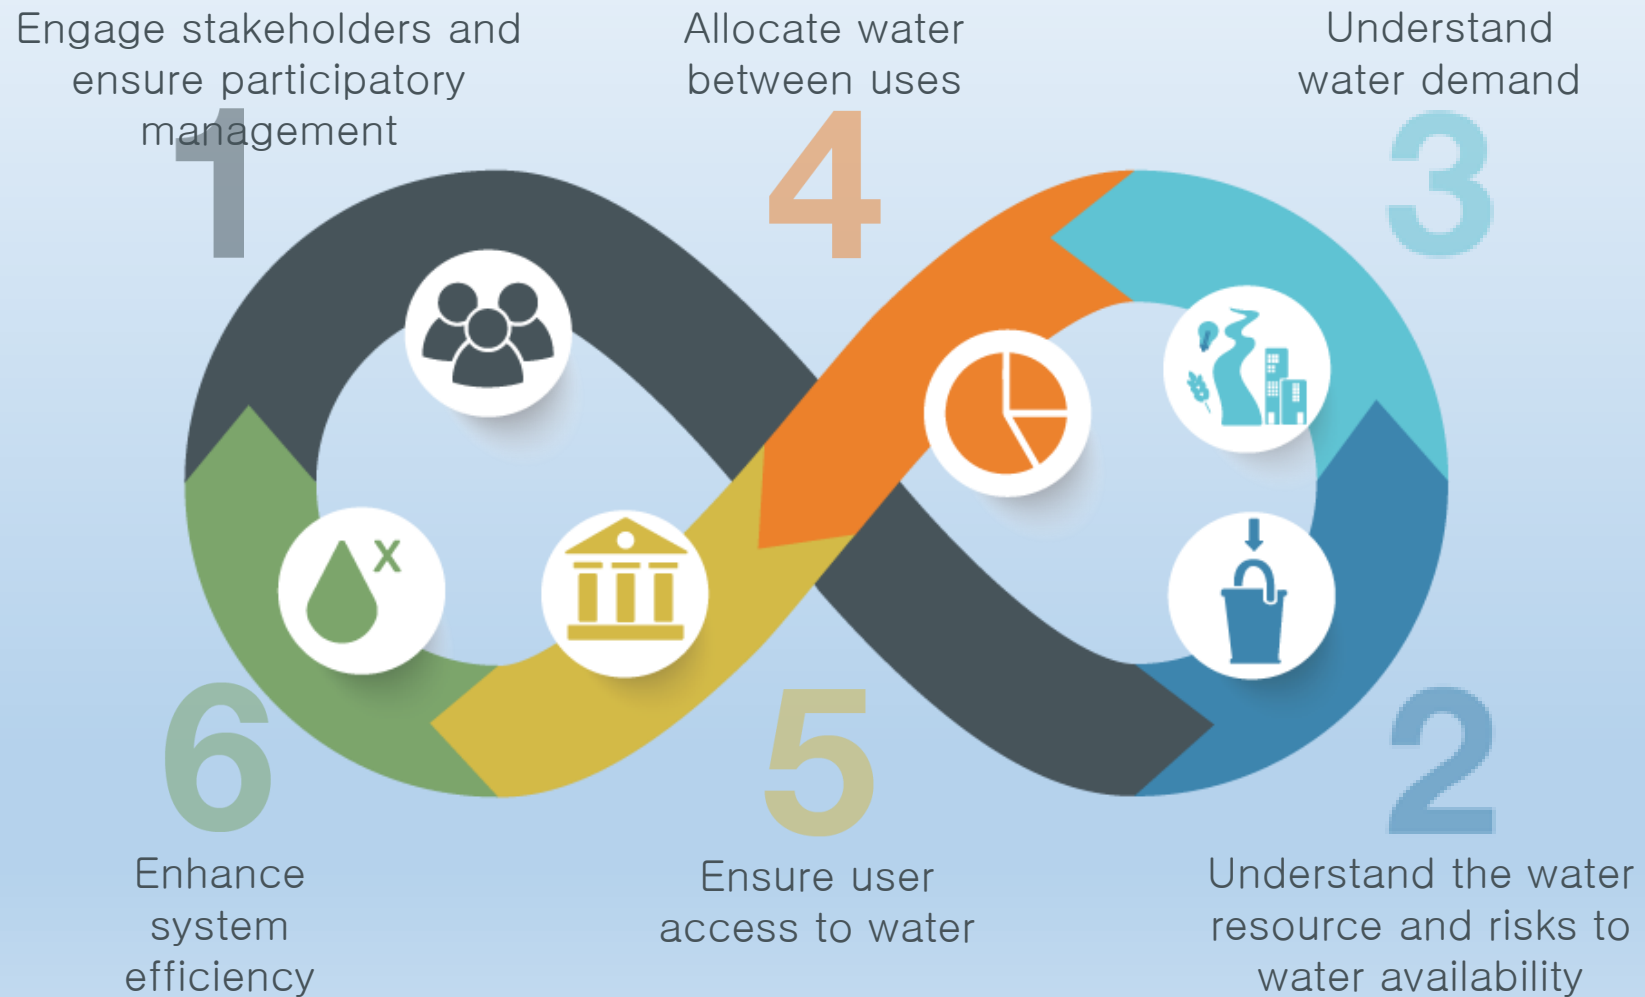 Engage stakeholders and
ensure participatory
management
1
Allocate water
between uses
4
Understand
water demand
3
x
6
Enhance
system
efficiency
5
Ensure user
access to water
2
Understand the water
resource and risks to
water availability